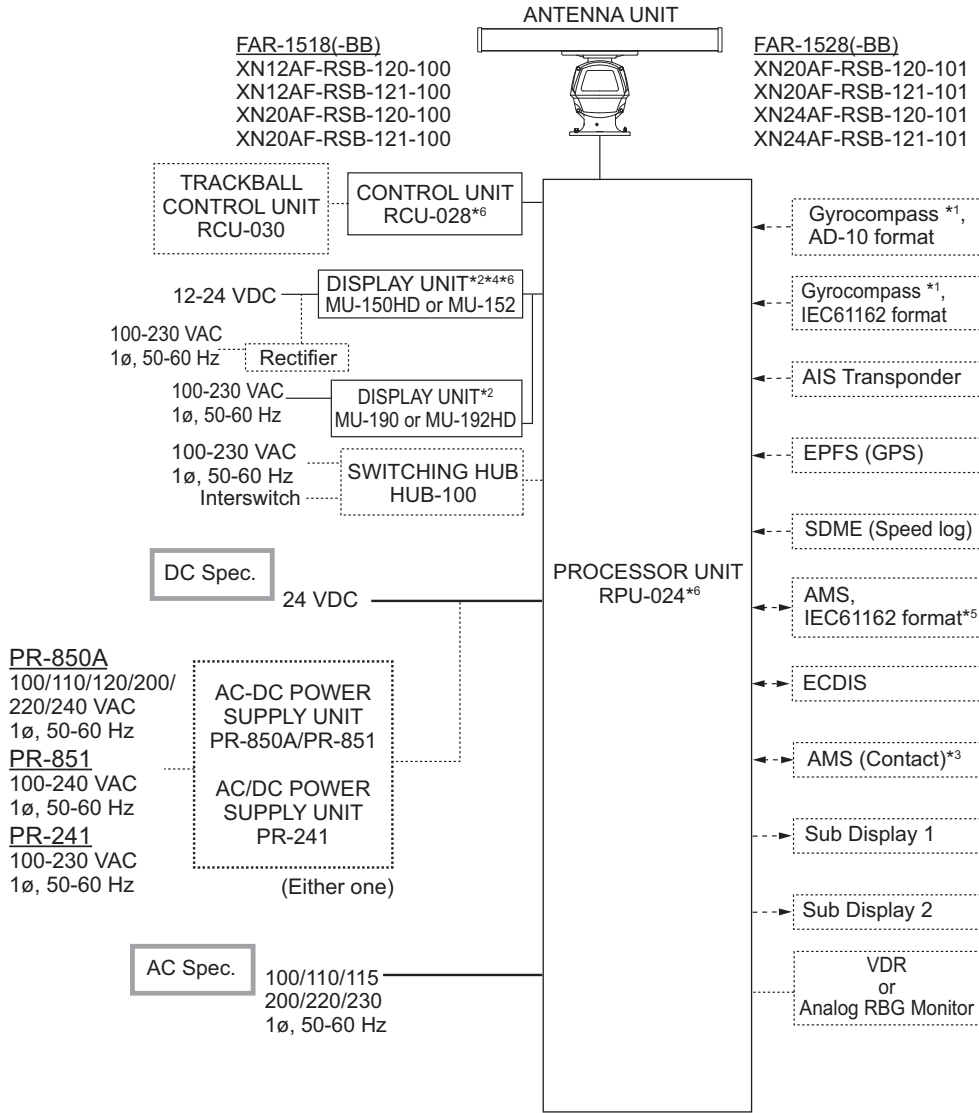 ANTENNA UNIT
FAR-1518(-BB)
XN12AF-RSB-120-100
XN12AF-RSB-121-100
XN20AF-RSB-120-100
XN20AF-RSB-121-100
FAR-1528(-BB)
XN20AF-RSB-120-101
XN20AF-RSB-121-101
XN24AF-RSB-120-101
XN24AF-RSB-121-101
TRACKBALL
CONTROL UNIT
RCU-030
CONTROL UNIT
RCU-028*6
12-24 VDC
DISPLAY UNIT*2*4*6
MU-150HD or MU-152
100-230 VAC
1ø, 50-60 Hz
Rectifier
100-230 VAC
1ø, 50-60 Hz
DISPLAY UNIT*2
MU-190 or MU-192HD
100-230 VAC
1ø, 50-60 Hz
Interswitch
SWITCHING HUB
HUB-100
DC Spec.
24 VDC
PR-850A
100/110/120/200/
220/240 VAC
1ø, 50-60 Hz
PR-851
100-240 VAC
1ø, 50-60 Hz
PR-241
100-230 VAC
1ø, 50-60 Hz
AC-DC POWER
SUPPLY UNIT
PR-850A/PR-851
AC/DC POWER
SUPPLY UNIT
PR-241
(Either one)
AC Spec.
100/110/115
200/220/230
1ø, 50-60 Hz
PROCESSOR UNIT
RPU-024*6
Gyrocompass *1,
AD-10 format
Gyrocompass *1,
IEC61162 format
AIS Transponder
EPFS (GPS)
SDME (Speed log)
AMS,
IEC61162 format*5
ECDIS
AMS (Contact)*3
Sub Display 1
Sub Display 2
VDR
or
Analog RBG Monitor